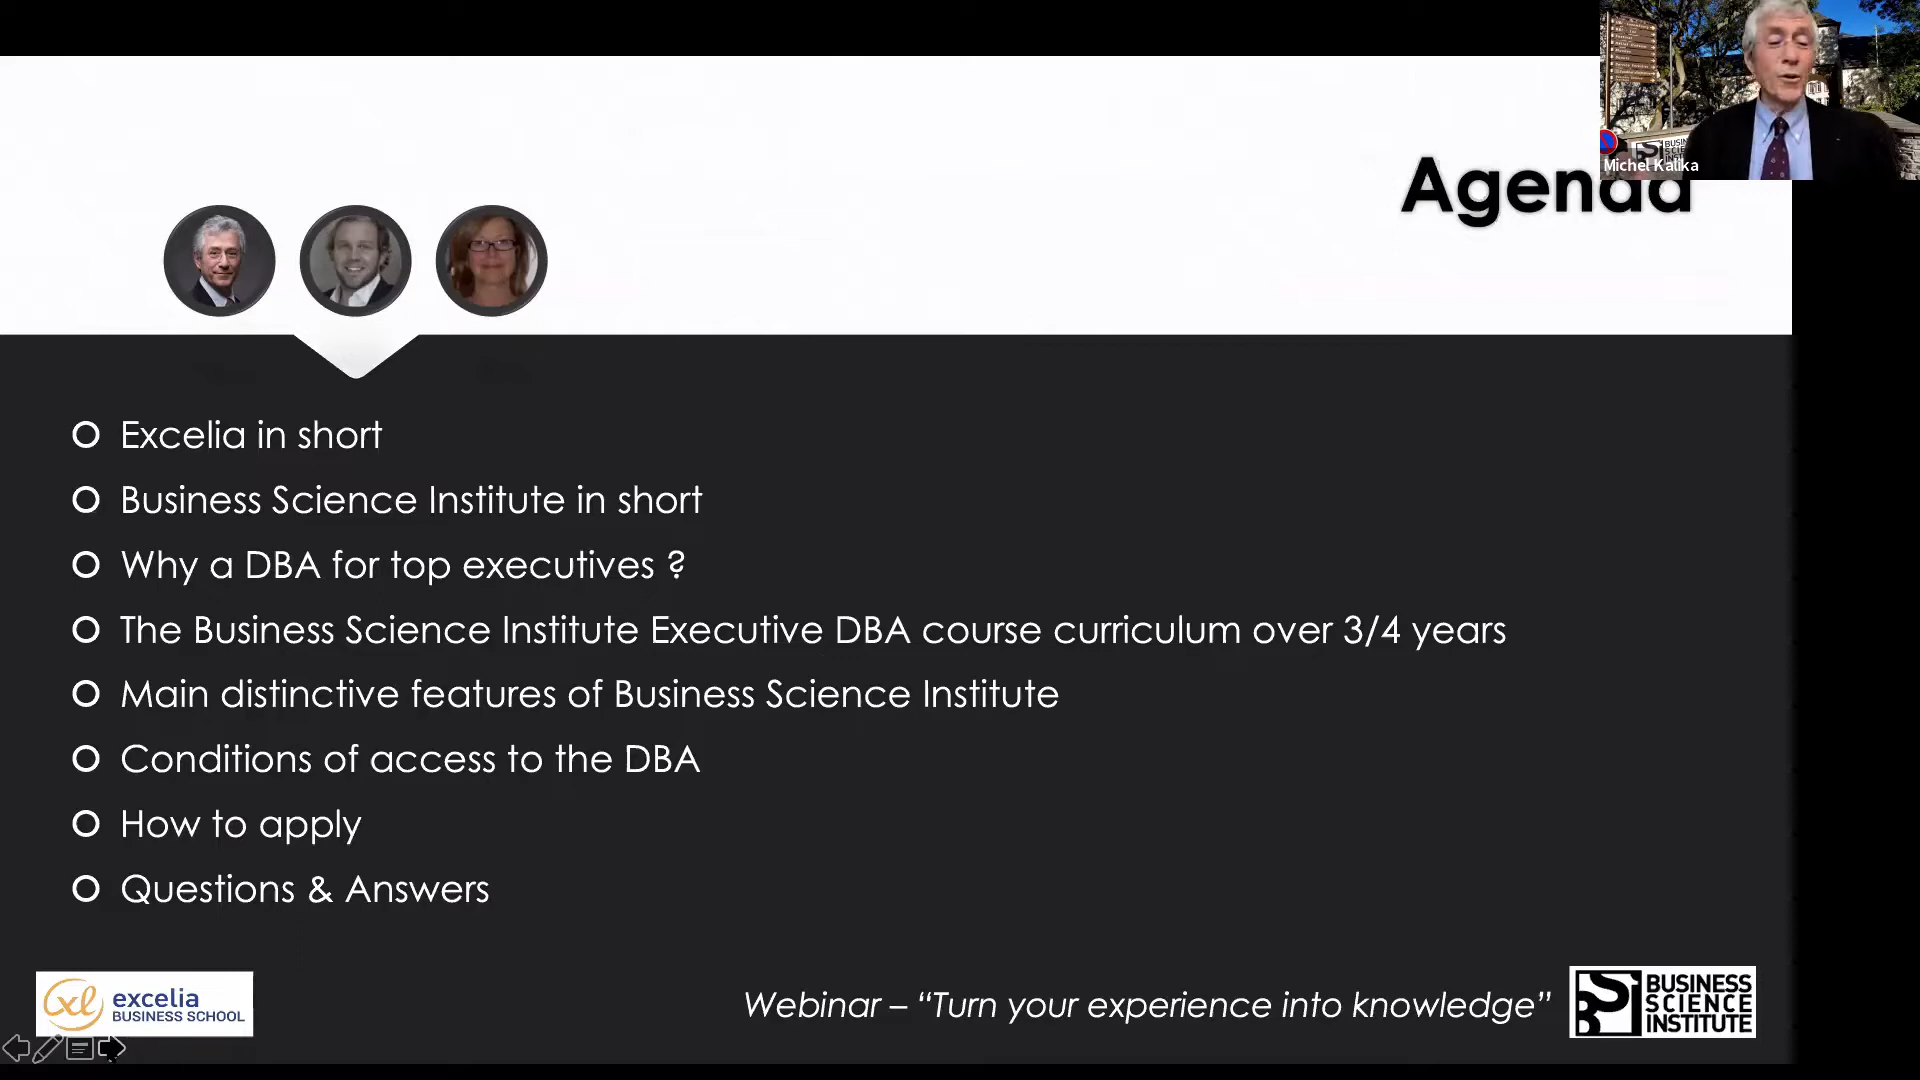 Agenda
Michel Kalika
Excelia in short
Business Science Institute in short
Why a DBA for top executives ?
The Business Science Institute Executive DBA course curriculum over 3/4 years
Main distinctive features of Business Science Institute
Conditions of access to the DBA
How to apply
Questions & Answers
excelia
BUSINESS SCHOOL
Webinar – “Turn your experience into knowledge”
BUSINESS
SCIENCE
INSTITUTE